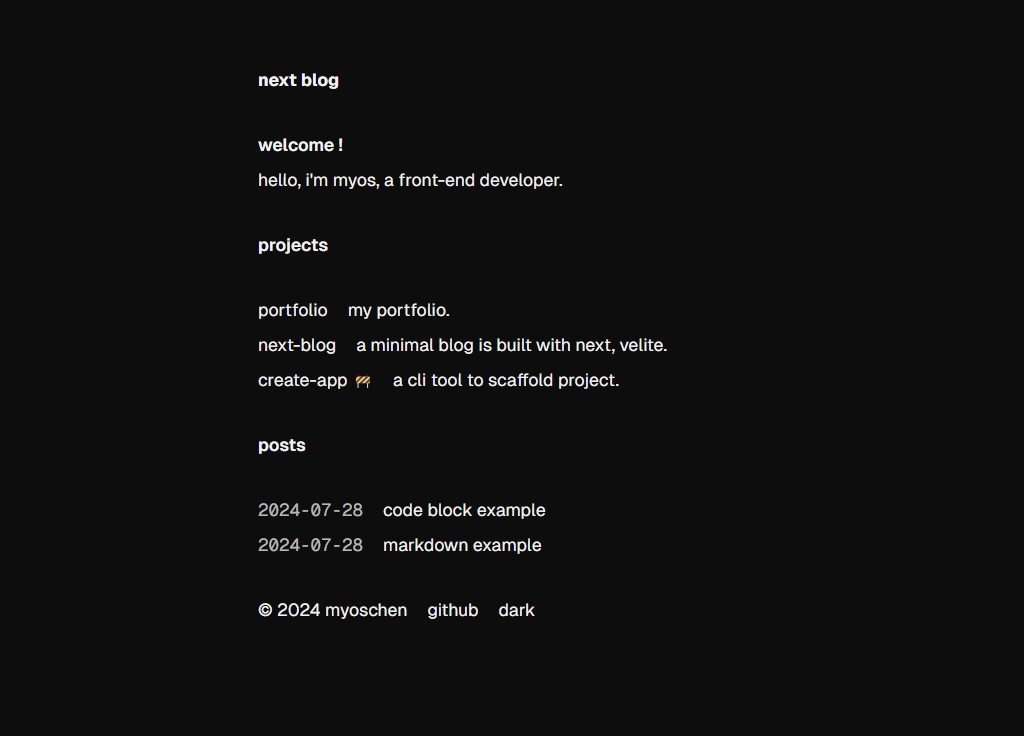 next blog
welcome !
hello, i'm myos, a front-end developer.
projects
portfolio my portfolio.
next-blog a minimal blog is built with next, velite.
create-app 🚧 a cli tool to scaffold project.
posts
2024-07-28 code block example
2024-07-28 markdown example
© 2024 myoschen github dark